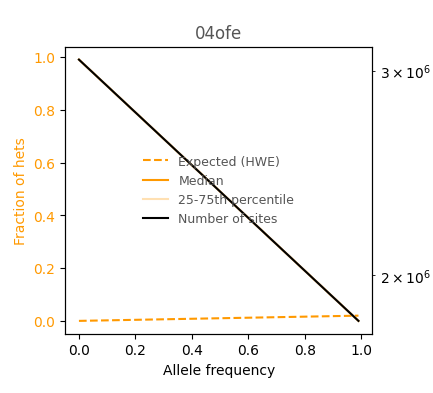 04ofe
1.0
0.8
0.6
0.4
0.2
0.0
Fraction of hets
3 × 10⁶
2 × 10⁶
Expected (HWE)
Median
25-75th percentile
Number of sites
0.0 0.2 0.4 0.6 0.8 1.0
Allele frequency